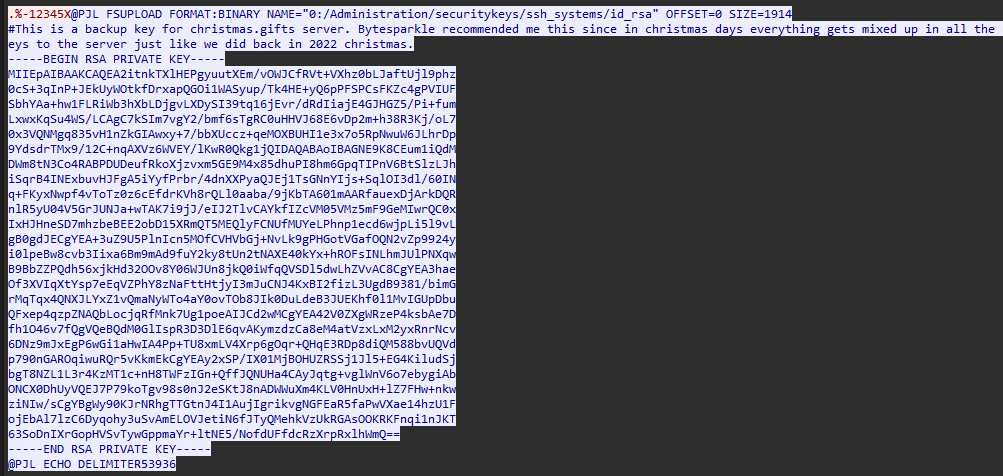 .%-12345X@PJL FSUPLOAD FORMAT:BINARY NAME="0:/Administration/securitykeys/ssh_systems/id_rsa" OFFSET=0 SIZE=1914
#This is a backup key for christmas.gifts server. Bytesparkle recommended me this since in christmas days everything gets mixed up in all the
eys to the server just like we did back in 2022 christmas.
-----BEGIN RSA PRIVATE KEY-----
MIIEpAIBAAKCAQEA2itnkTXlHEPgyuutXEm/vOWJCfRVt+VXhz0bLJaftUjl9phz
0cS+3qInP+JEkUyWOtkfDrxapQGOi1WASyup/Tk4HE+yQ6pPFSPCsFKZc4gPVIUF
SbhYAa+hw1FLRiWb3hXbLDjgvLXDySI39tq16jEvr/dRdIiajE4GJHGZ5/Pi+fum
LxwxKqSu4WS/LCAgC7kSIm7vgY2/bmf6sTgRC0uHHVJ68E6vDp2m+h38R3Kj/oL7
0x3VQNMgq835vH1nZkGIAwxy+7/bbXUccz+qeMOXBUHI1e3x7o5RpNwuW6JLhrDp
9YdsdrTMx9/12C+nqAXVz6WVEY/lKwR0Qkg1jQIDAQABAoIBAGNE9K8CEum1iQdM
DWm8tN3Co4RABPDUDeufRkoXjzvxm5GE9M4x85dhuPI8hm6GpqTIPnV6BtSlzLJh
iSqrB4INExbuvHJFgA5iYyfPrbr/4dnXXPyaQJEj1TsGNnYIjs+SqlOI3dl/60IN
q+FKyxNwpf4vToTz0z6cEfdrKVh8rQLl0aaba/9jKbTA601mAARfauexDjArkDQR
nlR5yU04V5GrJUNJa+wTAK7i9jJ/eIJ2TlvCAYkfIZcVM05VMz5mF9GeMIwrQC0x
IxHJHneSD7mhzbeBEE2obD15XRmQT5MEQlyFCNUfMUYeLPhnp1ecd6wjpLi5l9vL
gB0gdJECgYEA+3uZ9U5PlnIcn5MOfCVHVbGj+NvLk9gPHGotVGafOQN2vZp9924y
i0lpeBw8cvb3Iixa6Bm9mAd9fuY2ky8tUn2tNAXE40kYx+hROFsINLhmJUlPNXqw
B9BbZZPQdh56xjkHd32OOv8Y06WJUn8jkQ0iWfqQVSDl5dwLhZVvAC8CgYEA3hae
Of3XVIqXtYsp7eEqVZPhY8zNaFttHtjyI3mJuCNJ4KxBI2fizL3UgdB9381/bimG
rMqTqx4QNXJLYxZ1vQmaNyWTo4aY0ovTOb8JIk0DuLdeB3JUEKhf0l1MvIGUpDbu
QFxep4qzpZNAQbLocjqRfMnk7Ug1poeAIJCd2wMCgYEA42V0ZXgWRzeP4ksbAe7D
fh1O46v7fQgVQeBQdM0GlIspR3D3DlE6qvAKymzdzCa8eM4atVzxLxM2yxRnrNcv
6DNz9mJxEgP6wGi1aHwIA4Pp+TU8xmLV4Xrp6gOqr+QHqE3RDp8diQM588bvUQVd
p790nGAROqiwuRQr5vKkmEkCgYEAy2xSP/IX01MjBOHUZRSSj1Jl5+EG4KiludSj
bgT8NZL1L3r4KzMT1c+nH8TWFzIGn+QffJQNUHa4CAyJqtg+vglWnV6o7ebygiAb
ONCX0DhUyVQEJ7P79koTgv98s0nJ2eSKtJ8nADWWuXm4KLV0HnUxH+lZ7FHw+nkw
ziNIw/sCgYBgWy90KJrNRhgTTGtnJ4I1AujIgrikvgNGFEaR5faPwVXae14hzU1F
ojEbAl7lzC6Dyqohy3uSvAmELOVJetiN6fJTyQMehkVzUkRGAsOOKRKFnqi1nJKT
63SoDnIXrGopHVSvTywGppmaYr+ltNE5/NofdUFfdcRzXrpRxlhWmQ==
-----END RSA PRIVATE KEY-----
@PJL ECHO DELIMITER53936